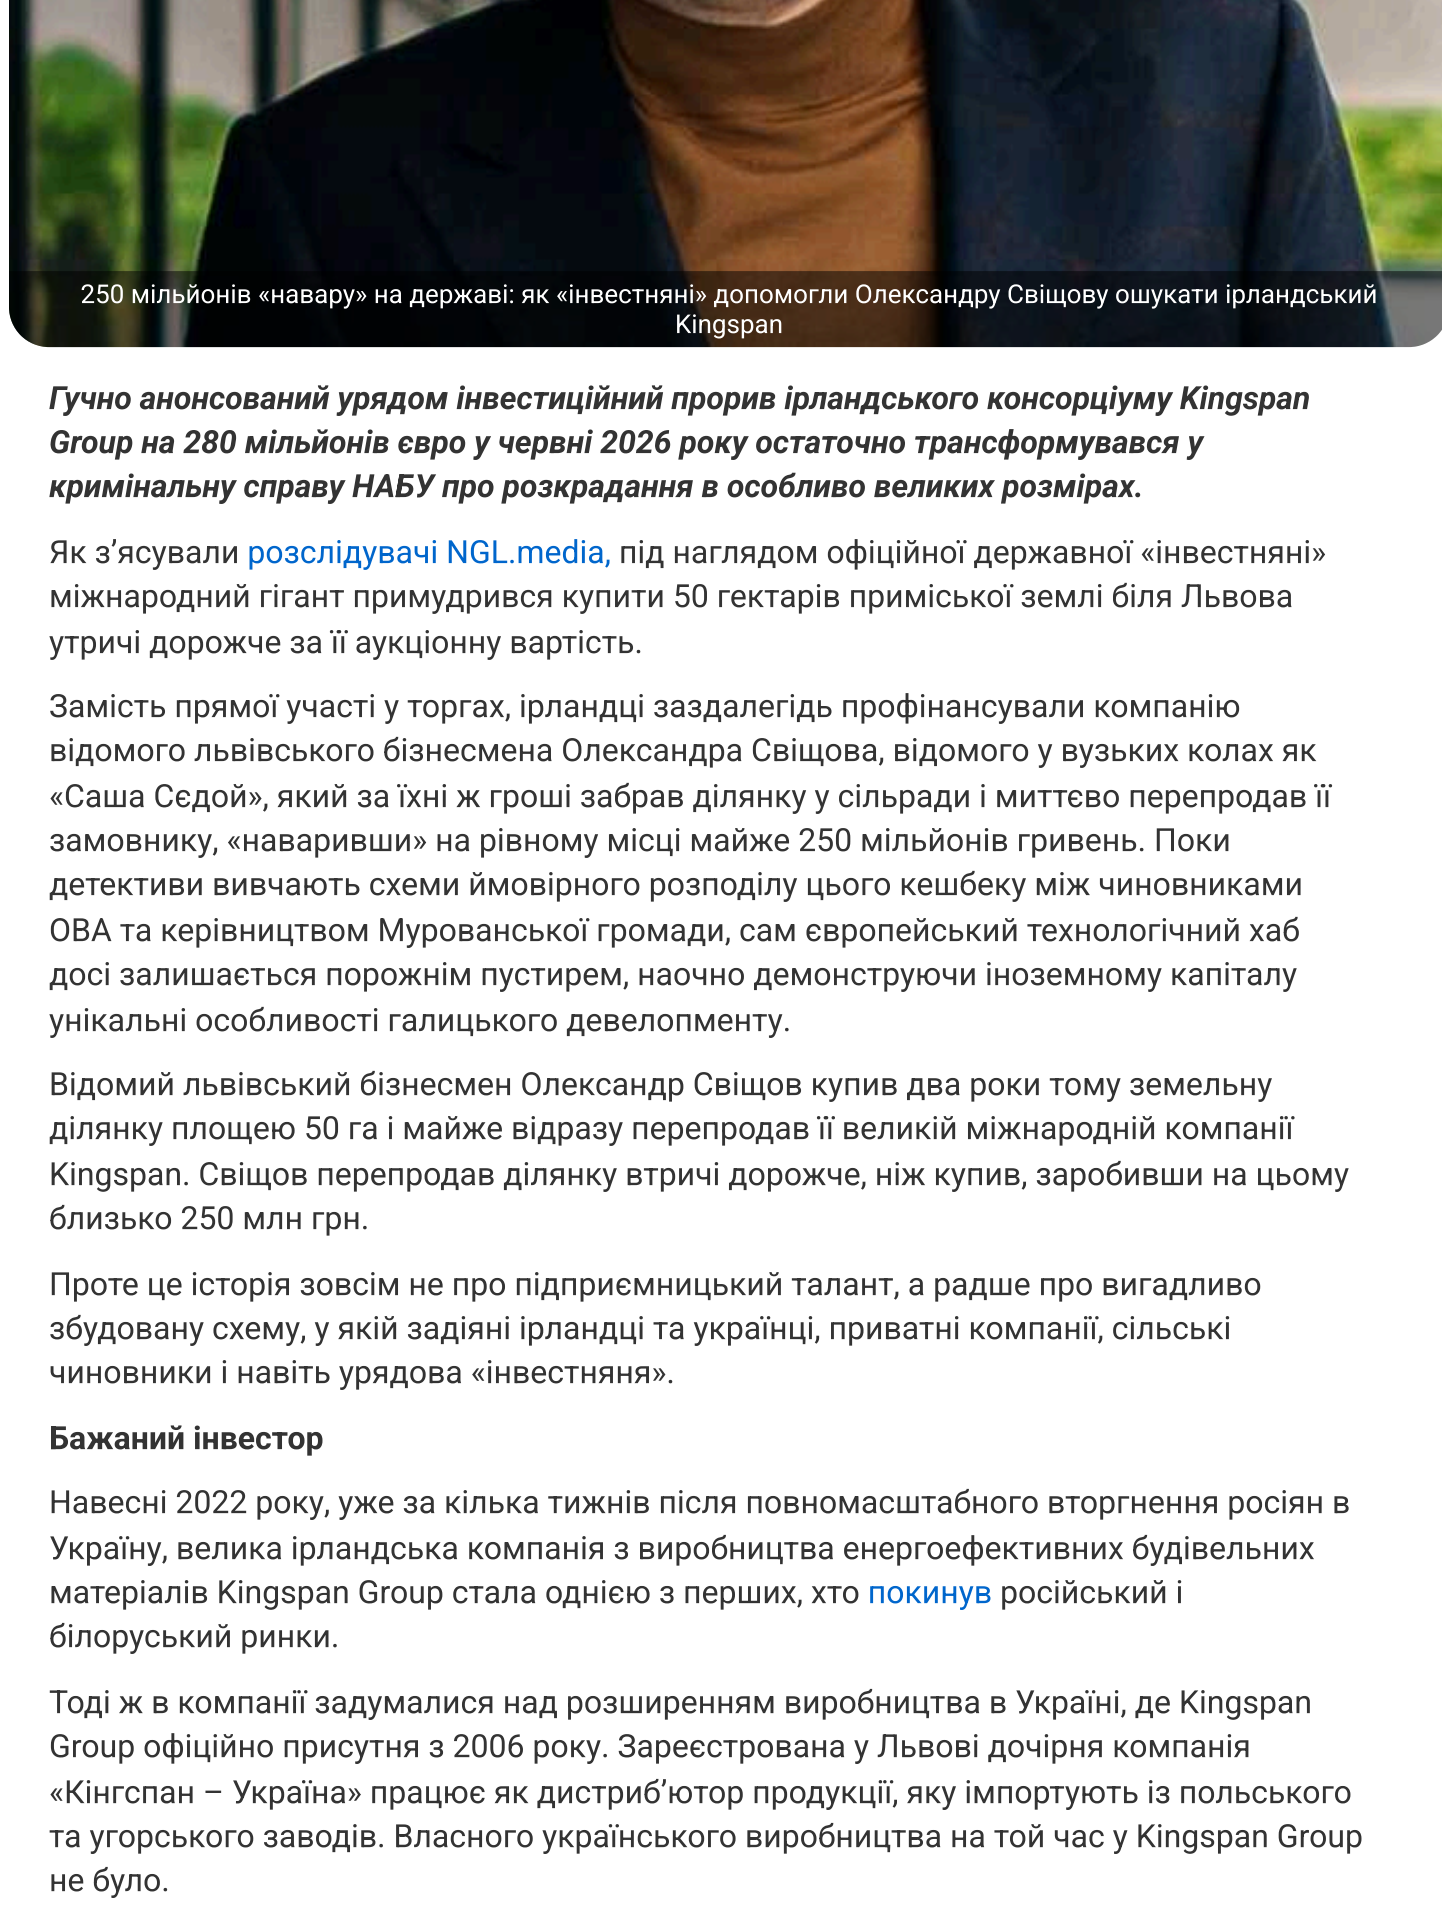 250 мільйонів «навару» на державі: як «інвестняні» допомогли Олександру Свіщову ошукати ірландський
Kingspan
Гучно анонсований урядом інвестиційний прорив ірландського консорціуму Kingspan
Group на 280 мільйонів євро у червні 2026 року остаточно трансформувався у
кримінальну справу НАБУ про розкрадання в особливо великих розмірах.
Як з’ясували розслідувачі NGL.media, під наглядом офіційної державної «інвестняні»
міжнародний гігант примудрився купити 50 гектарів приміської землі біля Львова
утричі дорожче за її аукціонну вартість.
Замість прямої участі у торгах, ірландці заздалегідь профінансували компанію
відомого львівського бізнесмена Олександра Свіщова, відомого у вузьких колах як
«Саша Сєдой», який за їхні ж гроші забрав ділянку у сільради і миттєво перепродав її
замовнику, «наваривши» на рівному місці майже 250 мільйонів гривень. Поки
детективи вивчають схеми ймовірного розподілу цього кешбеку між чиновниками
ОВА та керівництвом Мурованської громади, сам європейський технологічний хаб
досі залишається порожнім пустирем, наочно демонструючи іноземному капіталу
унікальні особливості галицького девелопменту.
Відомий львівський бізнесмен Олександр Свіщов купив два роки тому земельну
ділянку площею 50 га і майже відразу перепродав її великій міжнародній компанії
Kingspan. Свіщов перепродав ділянку втричі дорожче, ніж купив, заробивши на цьому
близько 250 млн грн.
Проте це історія зовсім не про підприємницький талант, а радше про вигадливо
збудовану схему, у якій задіяні ірландці та українці, приватні компанії, сільські
чиновники і навіть урядова «інвестняня».
Бажаний інвестор
Навесні 2022 року, уже за кілька тижнів після повномасштабного вторгнення росіян в
Україну, велика ірландська компанія з виробництва енергоефективних будівельних
матеріалів Kingspan Group стала однією з перших, хто покинув російський і
білоруський ринки.
Тоді ж в компанії задумалися над розширенням виробництва в Україні, де Kingspan
Group офіційно присутня з 2006 року. Зареєстрована у Львові дочірня компанія
«Кінгспан – Україна» працює як дистриб’ютор продукції, яку імпортують із польського
та угорського заводів. Власного українського виробництва на той час у Kingspan Group
не було.